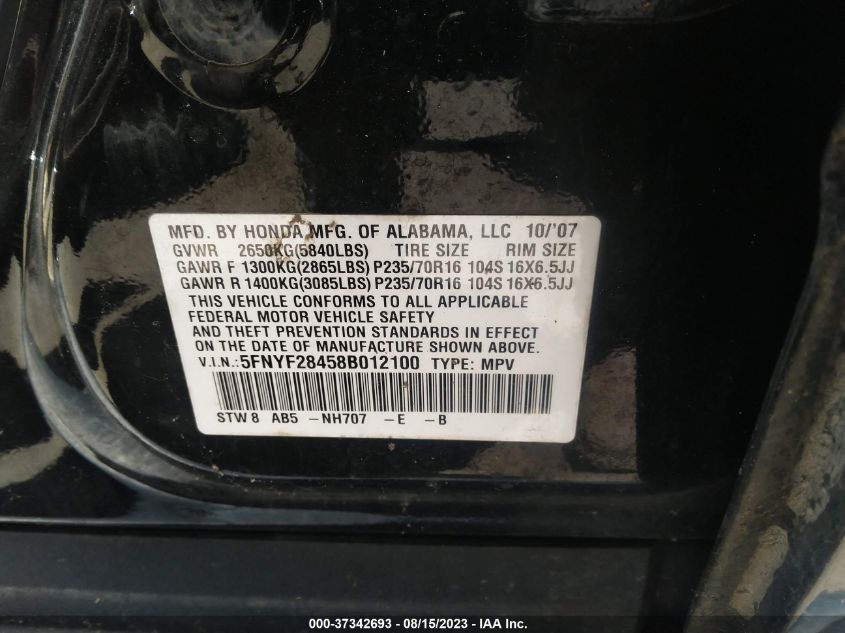 MFD. BY HONDA MFG. OF ALABAMA, LLC 10/'07
GVWR 2650KG(5840LBS) TIRE SIZE RIM SIZE
GAWR F 1300KG(2865LBS) P235/70R16 104S 16X6.5JJ
GAWR R 1400KG(3085LBS) P235/70R16 104S 16X6.5JJ
THIS VEHICLE CONFORMS TO ALL APPLICABLE
FEDERAL MOTOR VEHICLE SAFETY
AND THEFT PREVENTION STANDARDS IN EFFECT
ON THE DATE OF MANUFACTURE SHOWN ABOVE.
V.I.N.: 5FNYF28458B012100 TYPE: MPV
STW8 AB5 -NH707 -E -B
000-37342693 - 08/15/2023 - IAA Inc.